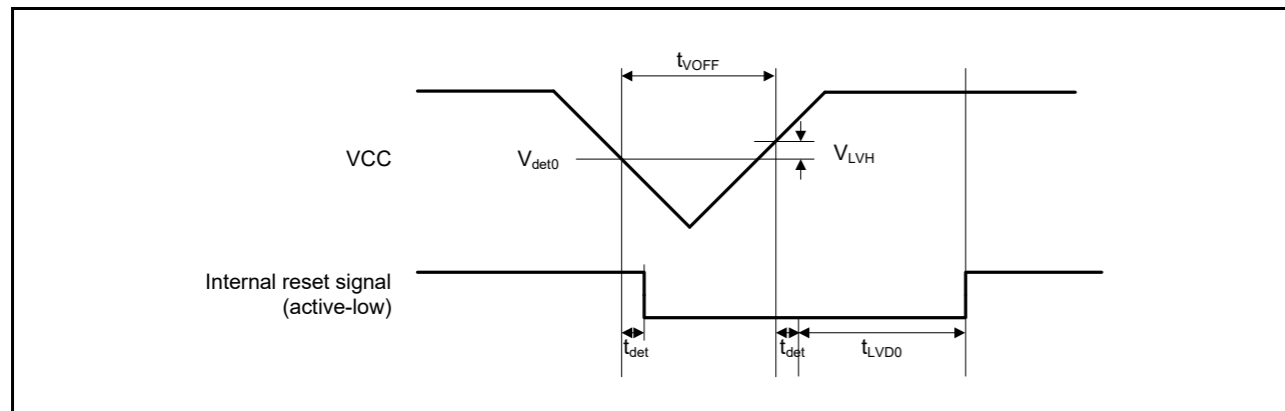 tVOFF
VCC
Vdet0
VLVH
Internal reset signal
(active-low)
tdet
tdet
tLVD0